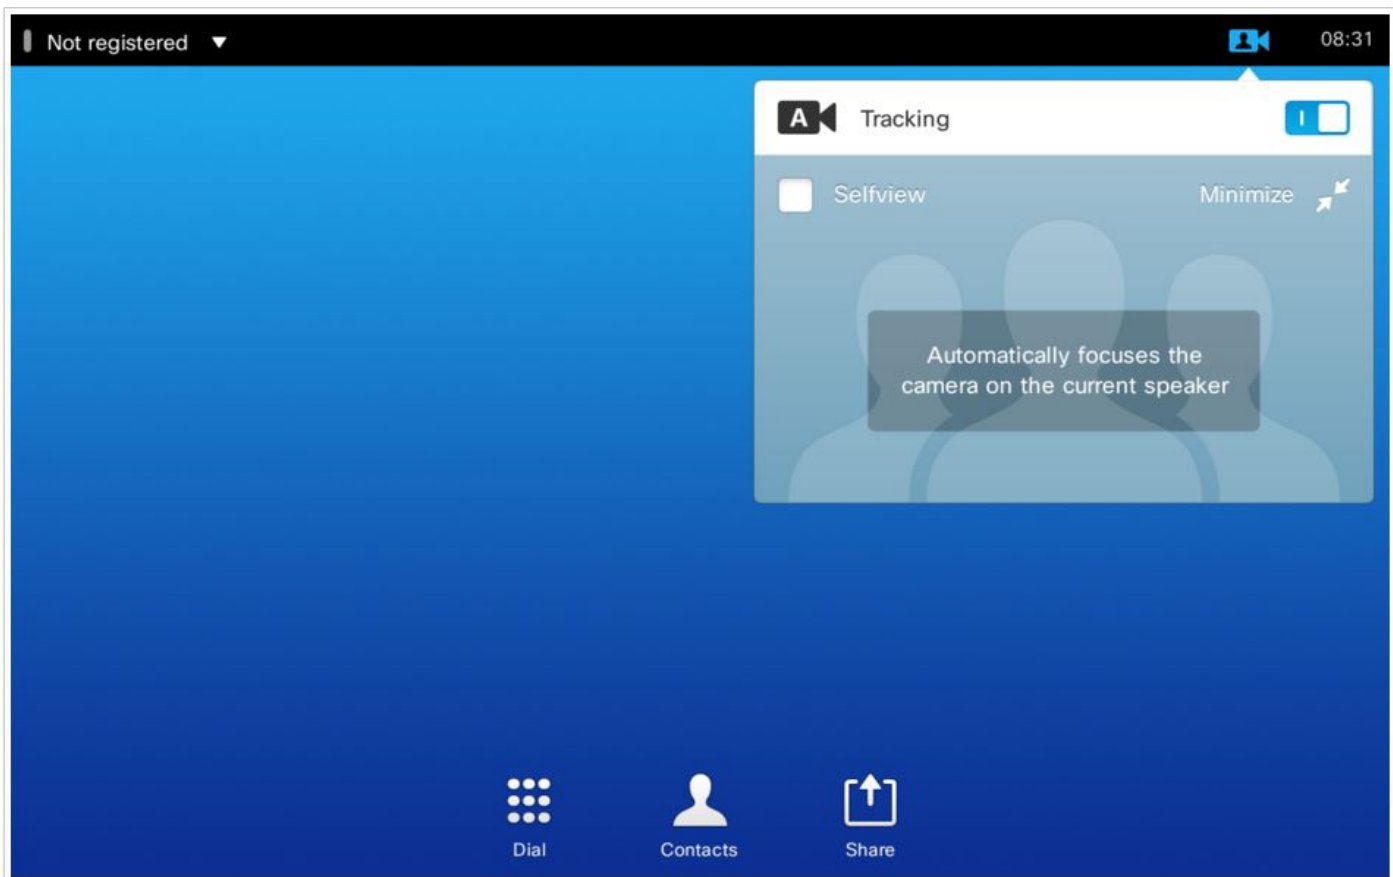 Not registered
08:31
A
Tracking
Selfview
Minimize
Automatically focuses the
camera on the current speaker
Dial
Contacts
Share